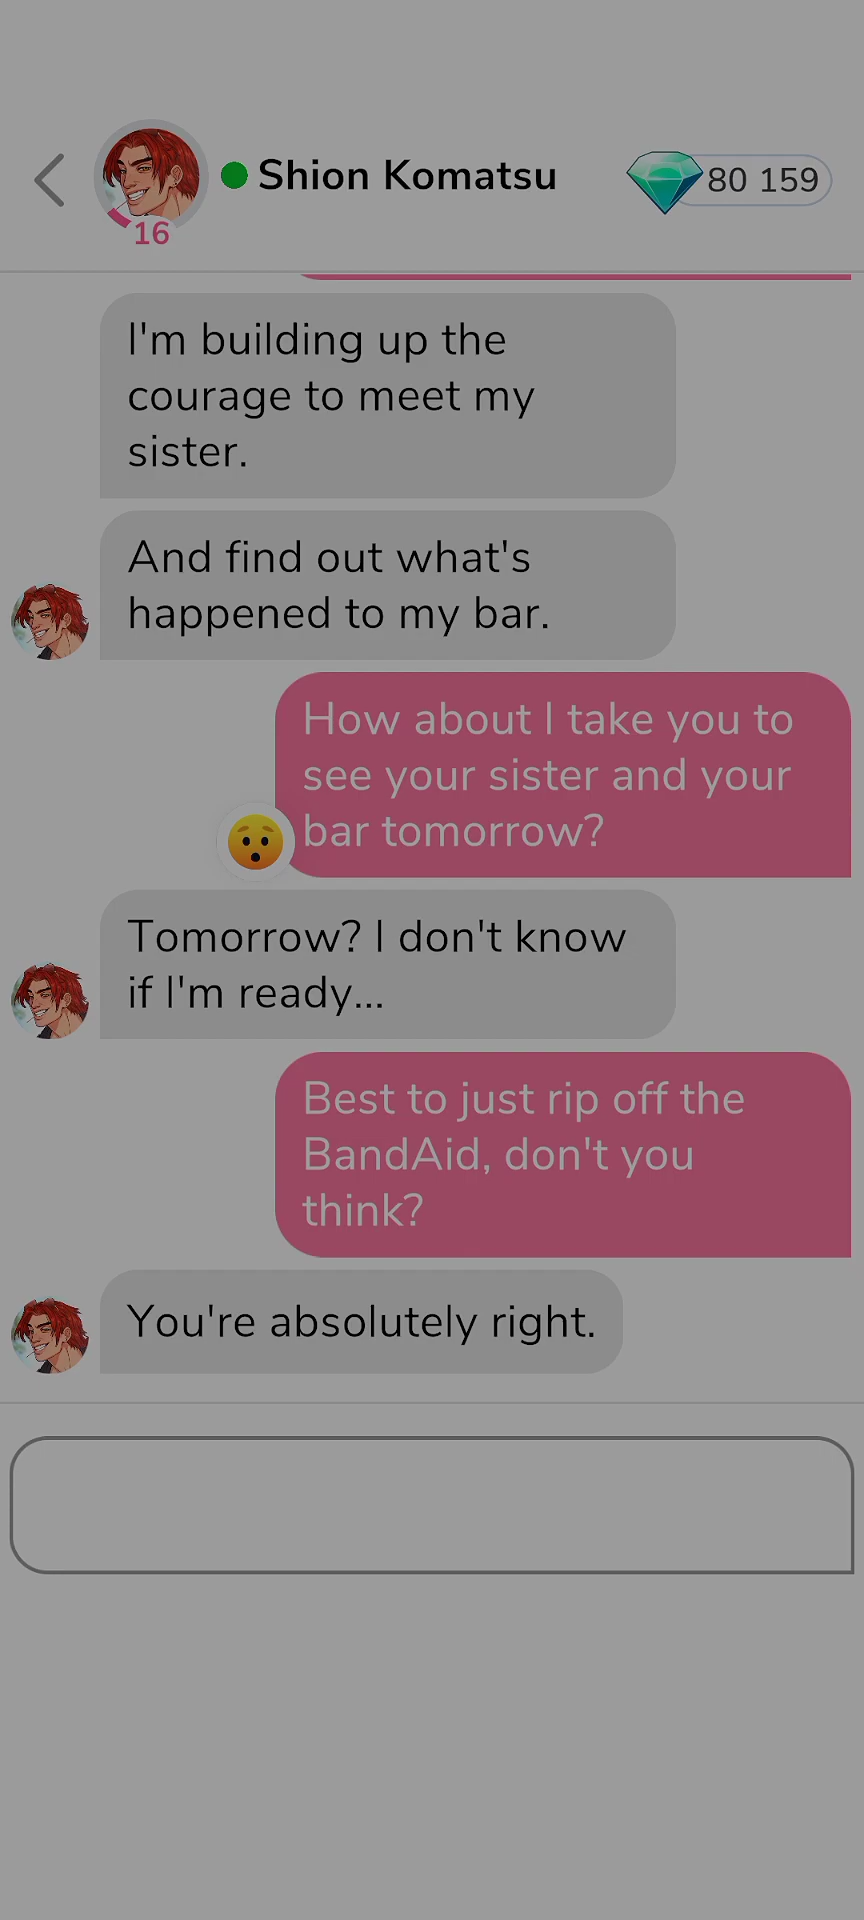 Shion Komatsu
80 159
16
I'm building up the
courage to meet my
sister.
And find out what's
happened to my bar.
How about I take you to
see your sister and your
bar tomorrow?
Tomorrow? I don't know
if I'm ready...
Best to just rip off the
BandAid, don't you
think?
You're absolutely right.